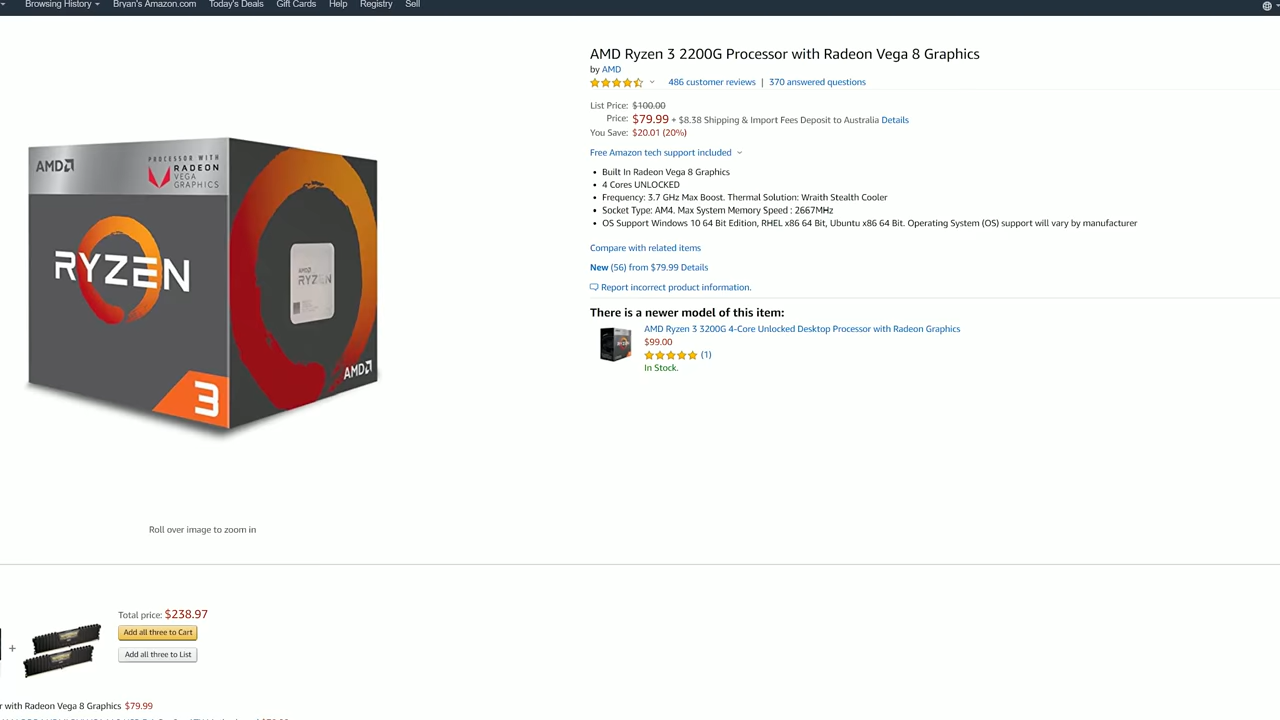 Browsing History
Bryan's Amazon.com
Today's Deals
Gift Cards
Help
Registry
Sell
AMD Ryzen 3 2200G Processor with Radeon Vega 8 Graphics
by AMD
486 customer reviews | 370 answered questions
List Price: $100.00
Price: $79.99 + $8.38 Shipping & Import Fees Deposit to Australia Details
You Save: $20.01 (20%)
Free Amazon tech support included
• Built In Radeon Vega 8 Graphics
• 4 Cores UNLOCKED
• Frequency: 3.7 GHz Max Boost. Thermal Solution: Wraith Stealth Cooler
• Socket Type: AM4. Max System Memory Speed : 2667MHz
• OS Support Windows 10 64 Bit Edition, RHEL x86 64 Bit, Ubuntu x86 64 Bit. Operating System (OS) support will vary by manufacturer
Compare with related items
New (56) from $79.99 Details
Report incorrect product information.
There is a newer model of this item:
AMD Ryzen 3 3200G 4-Core Unlocked Desktop Processor with Radeon Graphics
$99.00
(1)
In Stock.
AMD
PROCESSOR WITH
RADEON
VEGA
GRAPHICS
RYZEN
3
AMD
RYZEN
AMD
RYZEN
Roll over image to zoom in
+
Total price: $238.97
Add all three to Cart
Add all three to List
with Radeon Vega 8 Graphics $79.99